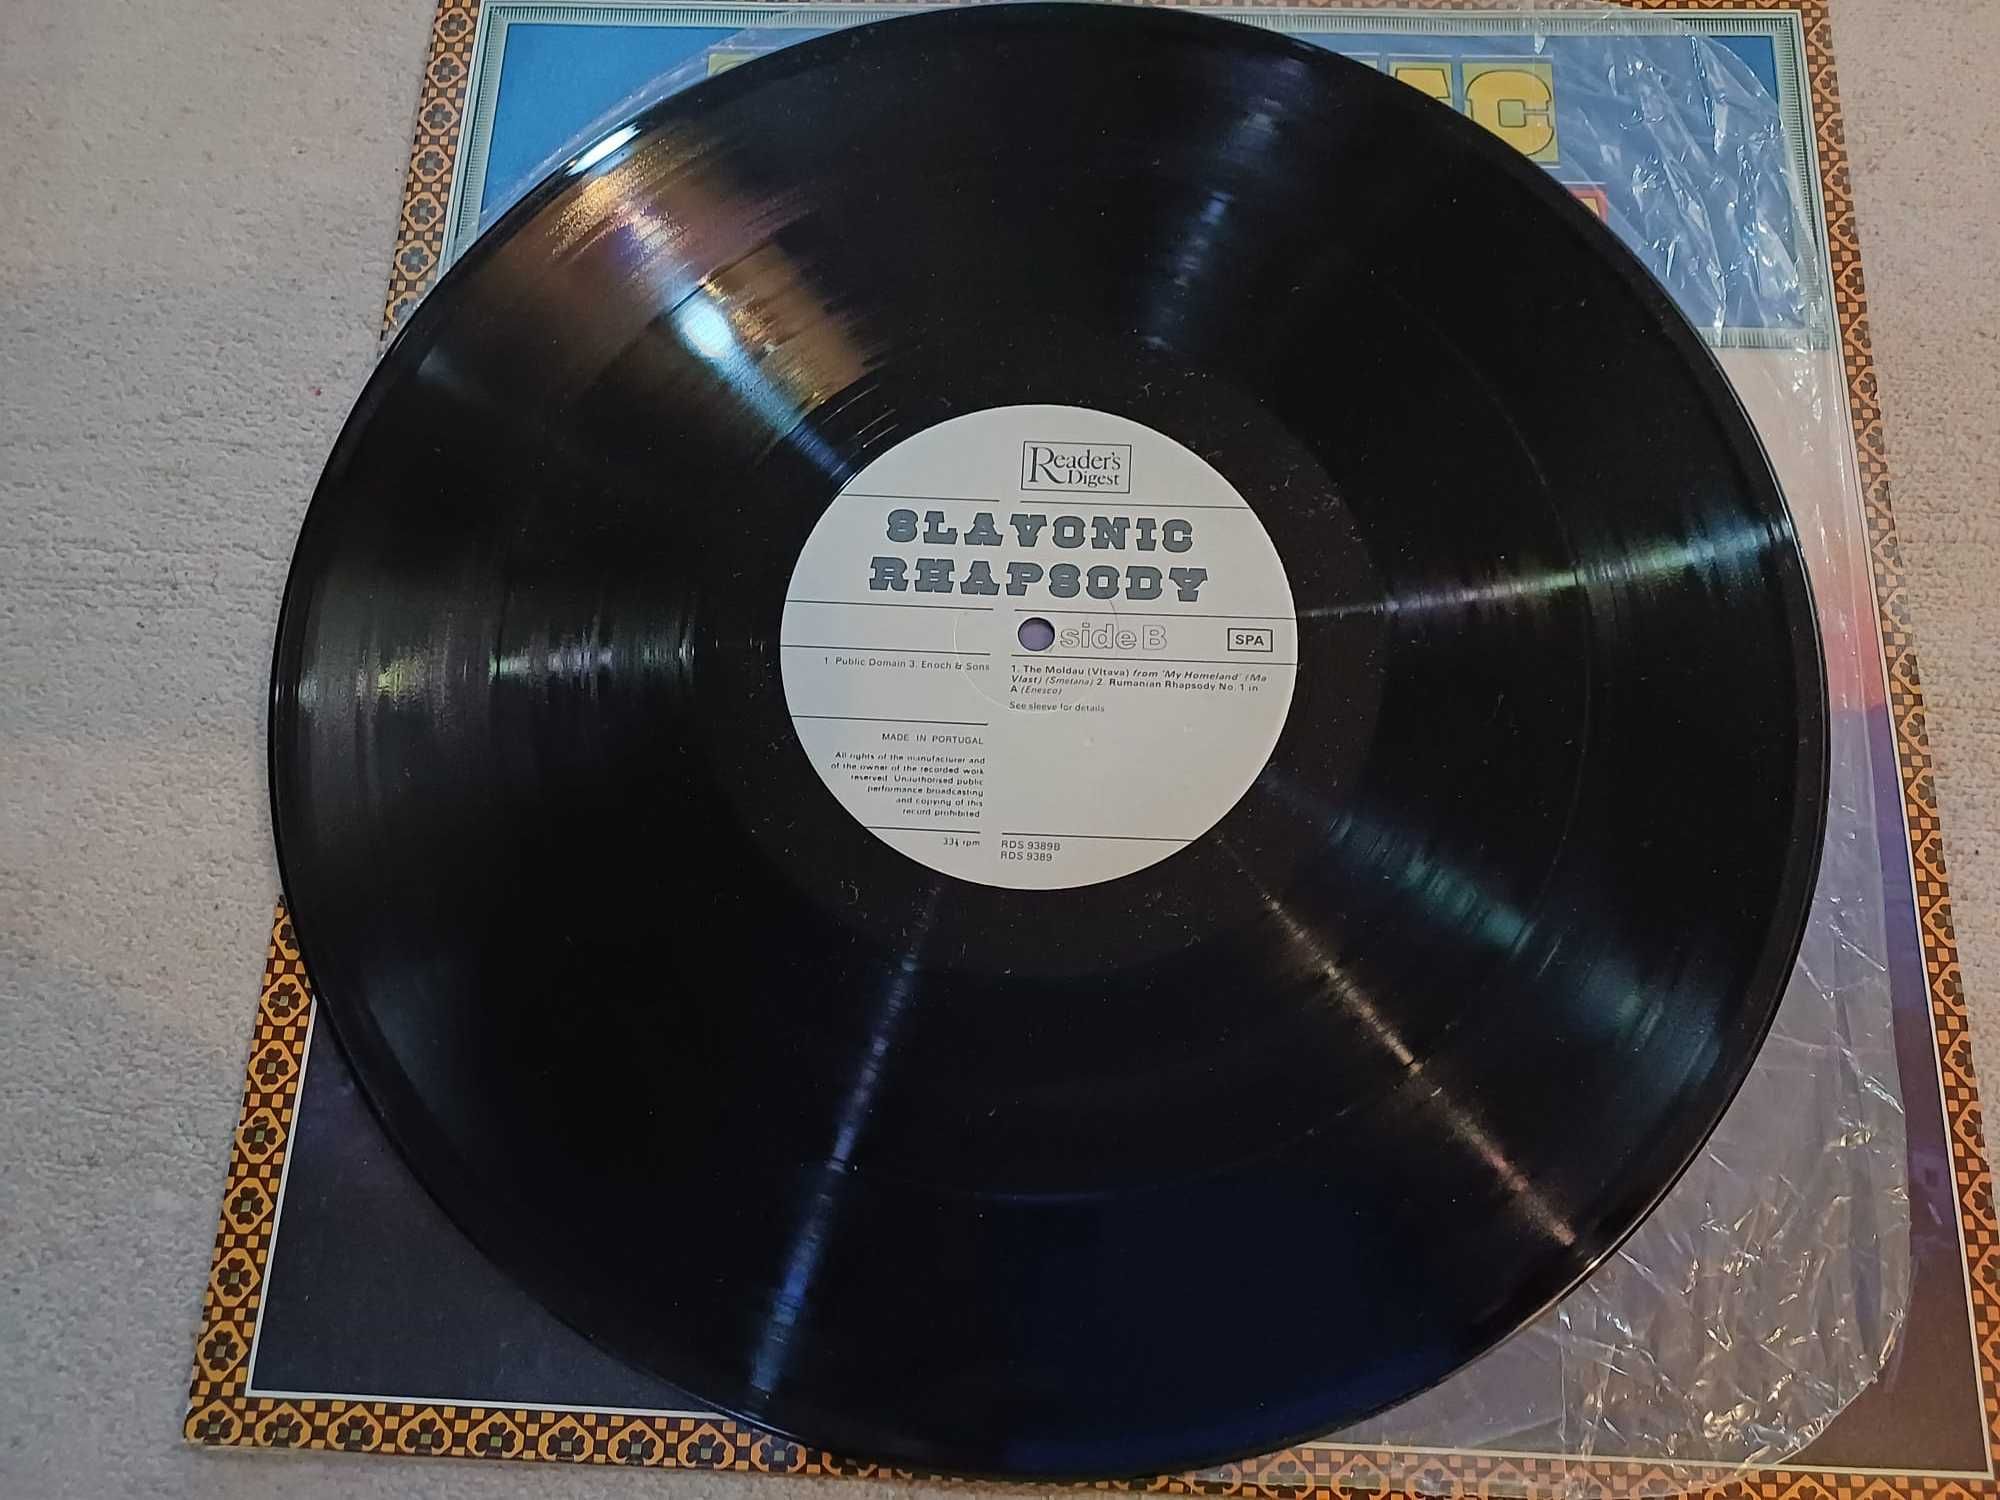 C
Reader's
Digest
SLAVONIC
RHAPSODY
side B
SPA
1. Public Domain 3. Enoch & Sons
1. The Moldau (Vltava) from 'My Homeland' (Ma
Vlast) (Smetana) 2. Rumanian Rhapsody No. 1 in
A (Enesco)
See sleeve for details
MADE IN PORTUGAL
All rights of the manufacturer and
of the owner of the recorded work
reserved. Unauthorised public
performance broadcasting
and copying of this
record prohibited
33⅓ rpm
RDS 9389B
RDS 9389